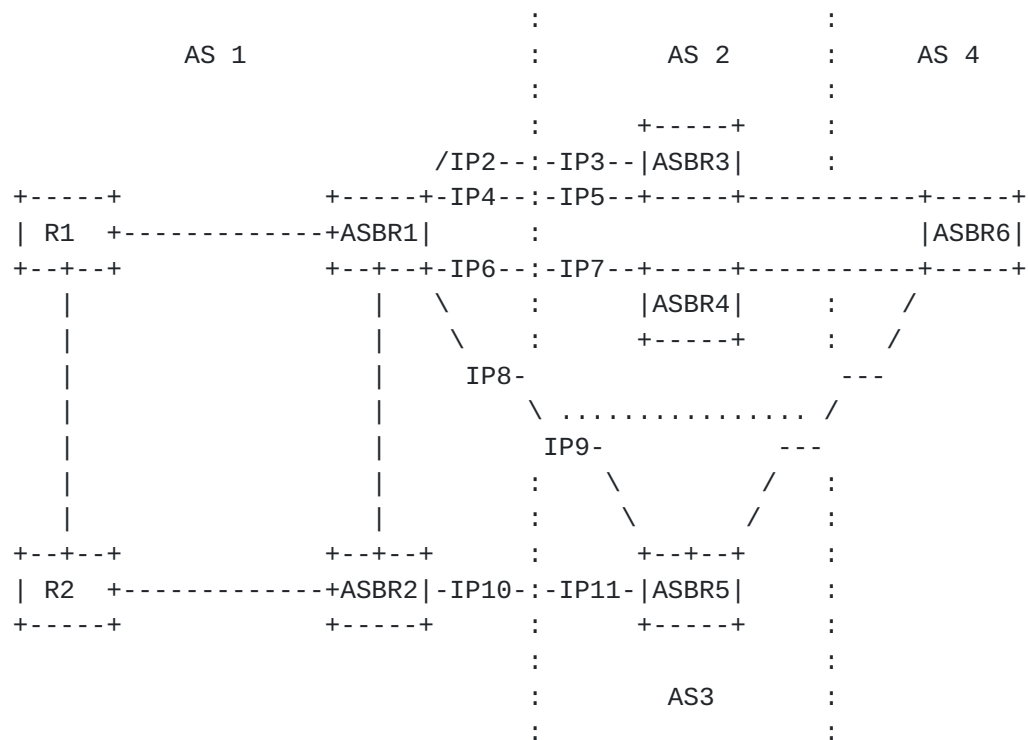 AS 1 : AS 2 : AS 4
/IP2--:-IP3--|ASBR3|
-IP4--:-IP5--
| R1 +-------------+ASBR1| : |ASBR6|
-IP6--:-IP7--
|ASBR4|
IP8-
IP9-
| R2 +-------------+ASBR2|-IP10-:-IP11-|ASBR5|
AS3